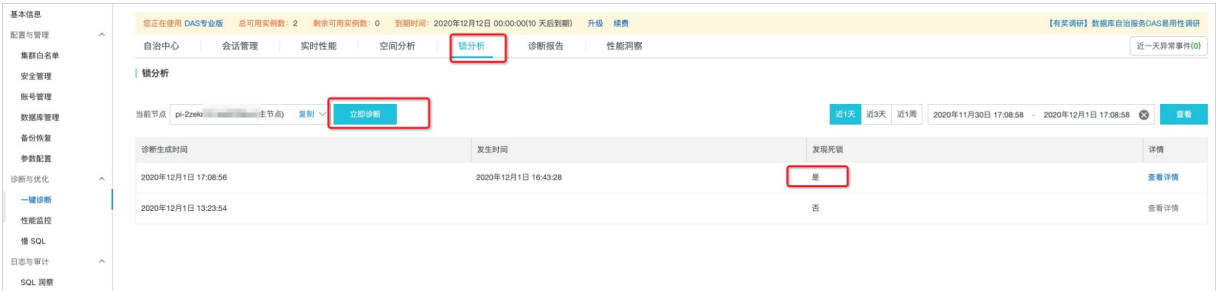 基本信息
配置与管理
集群白名单
安全管理
账号管理
数据库管理
备份恢复
参数配置
诊断与优化
一键诊断
性能监控
慢 SQL
日志与审计
SQL 洞察
您正在使用 DAS专业版 总可用实例数：2 剩余可用实例数：0 到期时间：2020年12月12日 00:00:00(10 天后到期) 升级 续费 【有奖调研】数据库自治服务DAS易用性调研
自治中心 会话管理 实时性能 空间分析 锁分析 诊断报告 性能洞察 近一天异常事件(0)
锁分析
当前节点 pi-2zek 主节点) 复制 立即诊断 近1天 近3天 近1周 2020年11月30日 17:08:58 - 2020年12月1日 17:08:58 查看
诊断生成时间 发生时间 发现死锁 详情
2020年12月1日 17:08:56 2020年12月1日 16:43:28 是 查看详情
2020年12月1日 13:23:54 否 查看详情